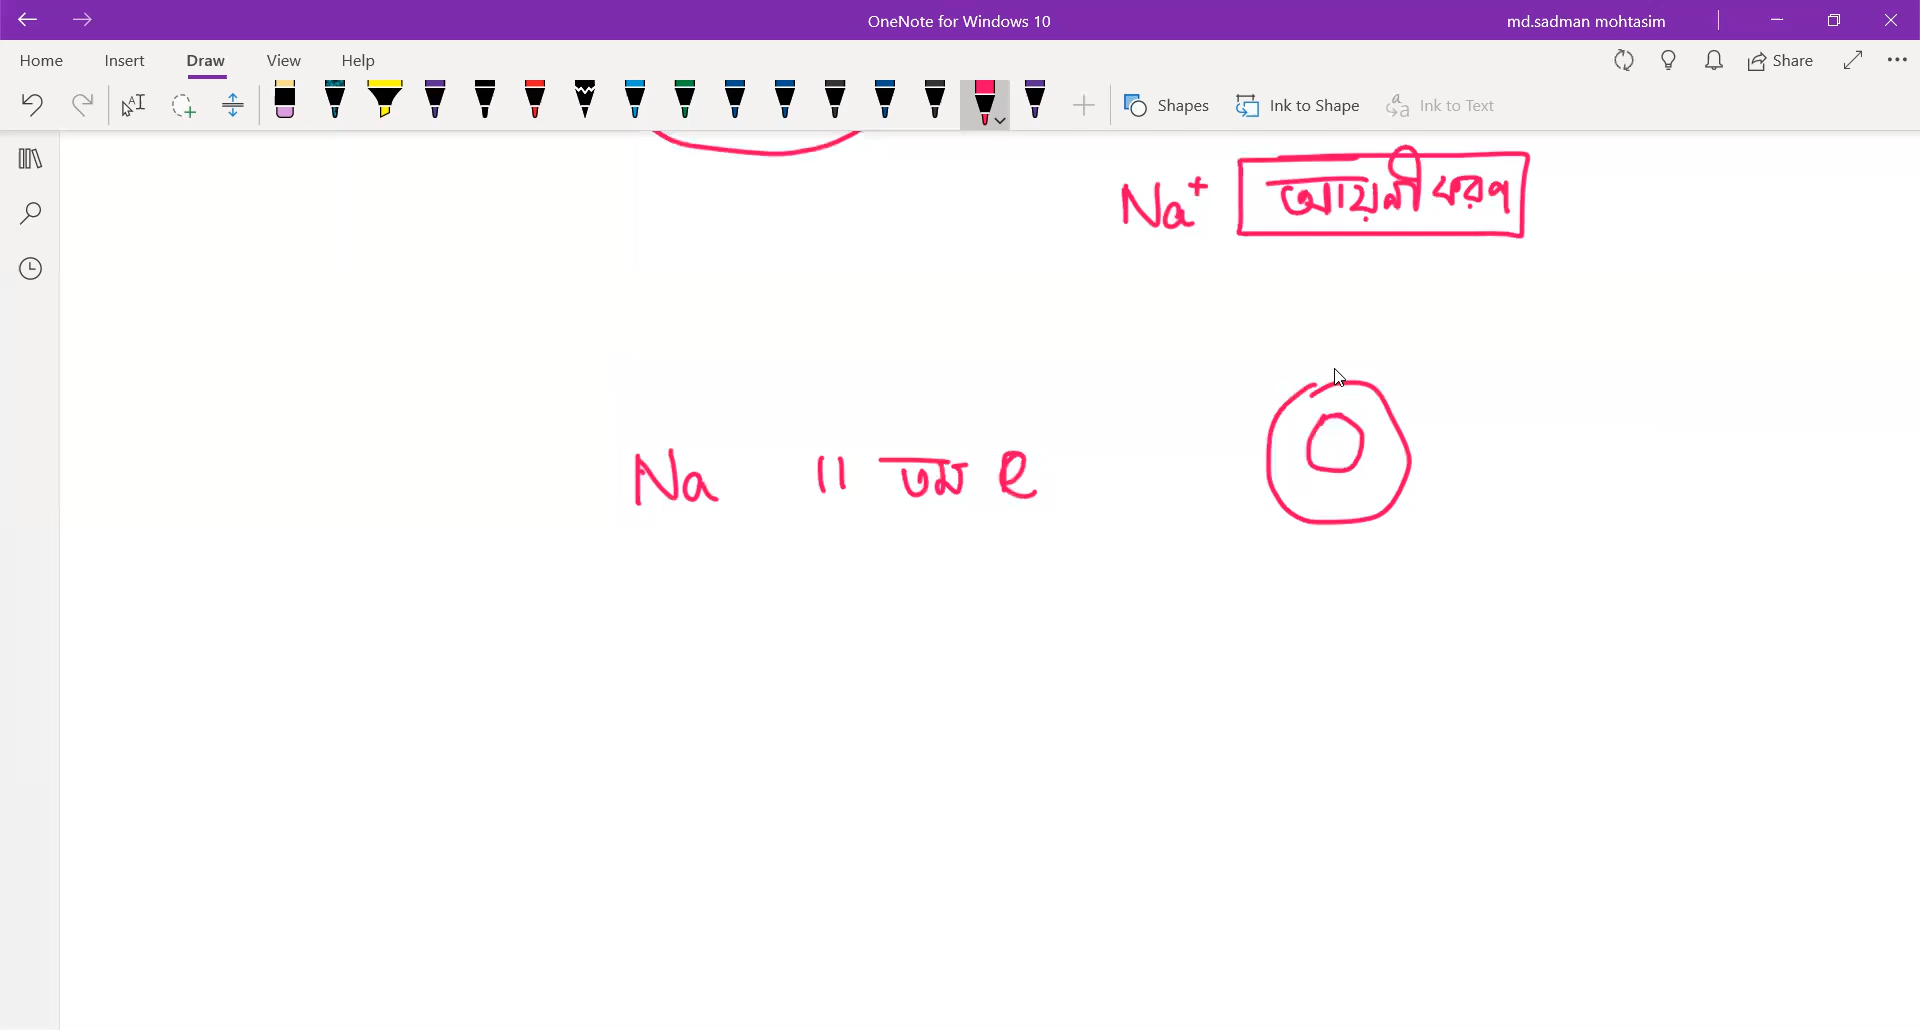 OneNote for Windows 10
md.sadman mohtasim
Home Insert Draw View Help
Share
Shapes Ink to Shape Ink to Text
Na⁺ আয়নীকরণ
Na 11 তম e